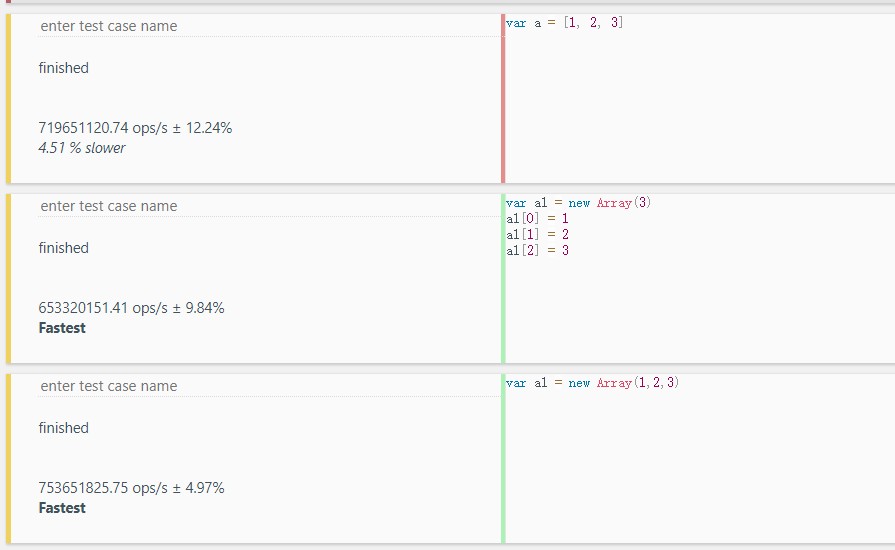 enter test case name
var a = [1, 2, 3]
finished
719651120.74 ops/s ± 12.24%
4.51 % slower
enter test case name
var a1 = new Array(3)
a1[0] = 1
a1[1] = 2
a1[2] = 3
finished
653320151.41 ops/s ± 9.84%
Fastest
enter test case name
var a1 = new Array(1,2,3)
finished
753651825.75 ops/s ± 4.97%
Fastest